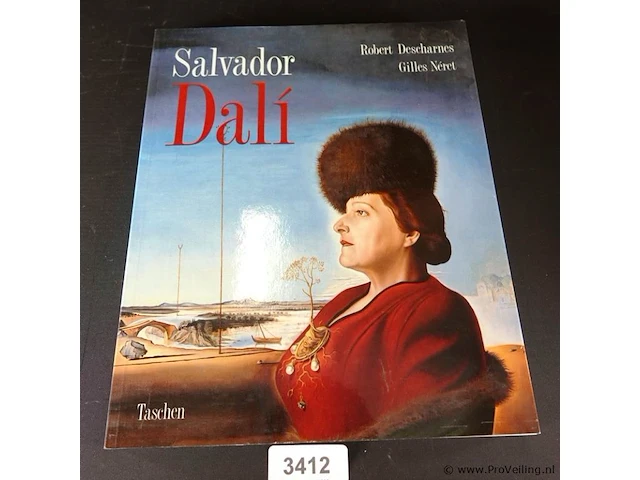 Salvador
Dalí
Robert Descharnes
Gilles Néret
Taschen
3412
© www.ProVeiling.nl